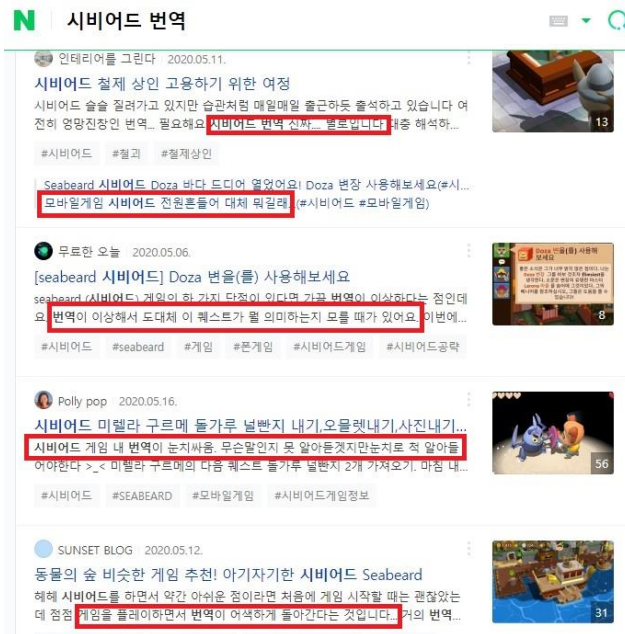 N 시비어드 번역
인테리어를 그린다 2020.05.11.
시비어드 철제 상인 고용하기 위한 여정
시비어드 슬슬 질려가고 있지만 습관처럼 매일매일 출근하듯 출석하고 있습니다 여
전히 엉망진창인 번역... 필요해요 시비어드 번역 진짜.... 별로입니다 대충 해석하...
#시비어드 #철괴 #철제상인
13
Seabeard 시비어드 Doza 바다 드디어 열었어요! Doza 변장 사용해보세요(#시...
모바일게임 시비어드 전원흔들어 대체 뭐길래.. (#시비어드 #모바일게임)
무료한 오늘 2020.05.06.
[seabeard 시비어드] Doza 변을(를) 사용해보세요
seabeard (시비어드) 게임의 한 가지 단점이 있다면 가끔 번역이 이상하다는 점인데
요. 번역이 이상해서 도대체 이 퀘스트가 뭘 의미하는지 모를 때가 있어요. 이번에...
#시비어드 #seabeard #게임 #폰게임 #시비어드게임 #시비어드공략
Doza 변을(를) 사용해
보세요
8
Polly pop 2020.05.16.
시비어드 미렐라 구르메 돌가루 널빤지 내기,오믈렛내기,사진내기...
시비어드 게임 내 번역이 눈치싸움. 무슨말인지 못 알아듣겟지만눈치로 척 알아들
어야한다 >_< 미렐라 구르메의 다음 퀘스트 돌가루 널빤지 2개 가져오기. 마침 내...
#시비어드 #SEABEARD #모바일게임 #시비어드게임정보
56
SUNSET BLOG 2020.05.12.
동물의 숲 비슷한 게임 추천! 아기자기한 시비어드 Seabeard
헤헤 시비어드를 하면서 약간 아쉬운 점이라면 처음에 게임 시작할 때는 괜찮았는
데 점점 게임을 플레이하면서 번역이 어색하게 돌아간다는 것입니다... 거의 번역...
31